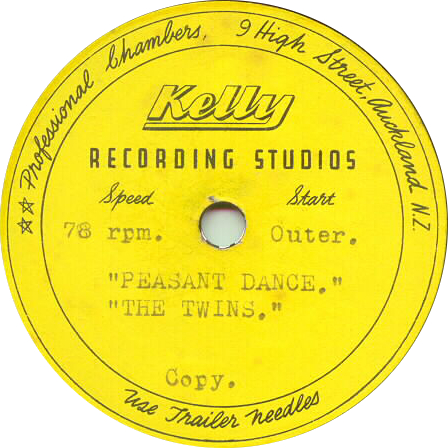 ☆☆ Professional Chambers, 9 High Street, Auckland N.Z.
Kelly
RECORDING STUDIOS
Speed Start
78 rpm. Outer.
"PEASANT DANCE."
"THE TWINS."
Copy.
Use Trailer Needles